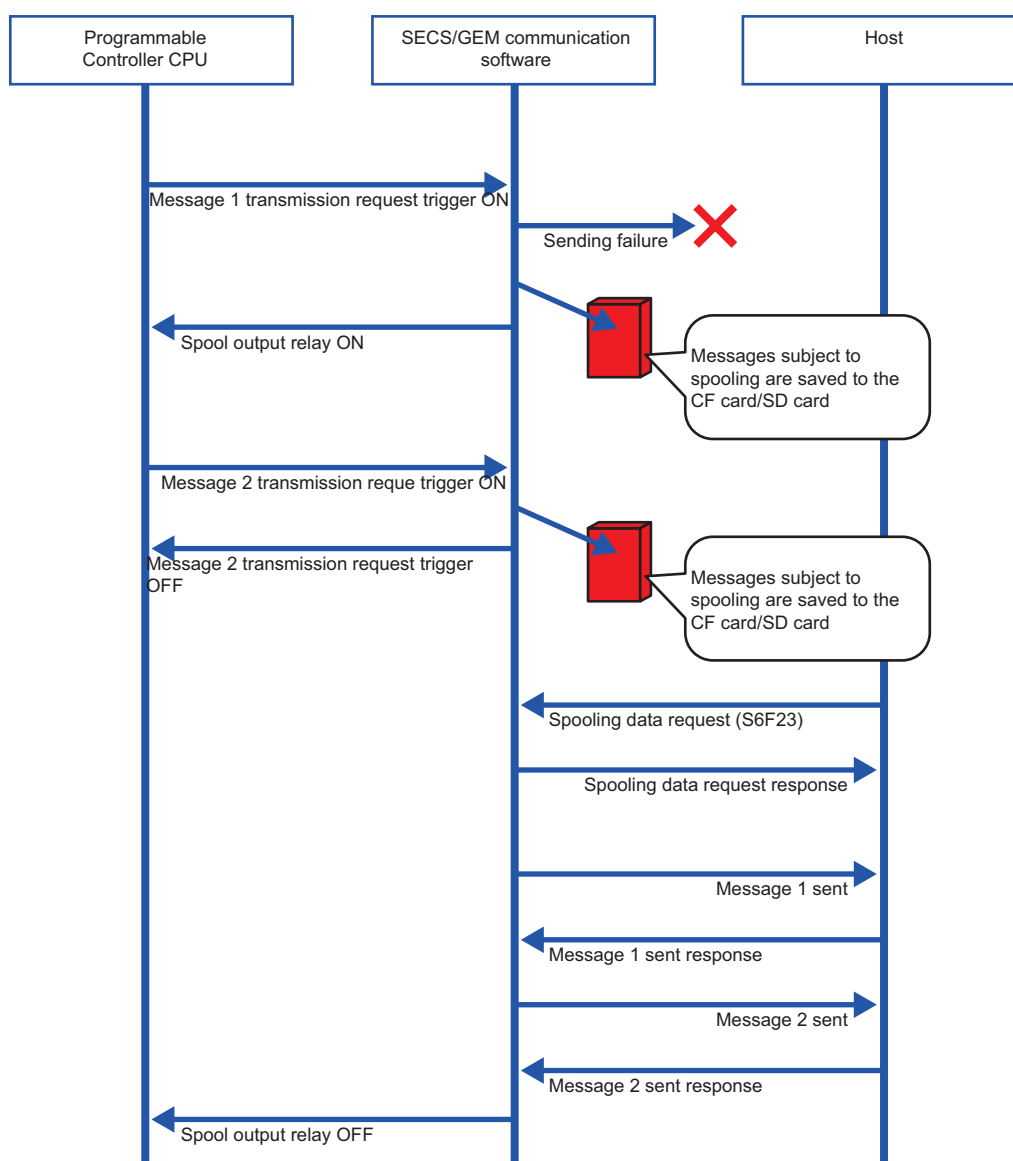 Programmable
Controller CPU
SECS/GEM communication
software
Host
Message 1 transmission request trigger ON
Sending failure
Spool output relay ON
Messages subject to
spooling are saved to the
CF card/SD card
Message 2 transmission reque trigger ON
Message 2 transmission request trigger
OFF
Messages subject to
spooling are saved to the
CF card/SD card
Spooling data request (S6F23)
Spooling data request response
Message 1 sent
Message 1 sent response
Message 2 sent
Message 2 sent response
Spool output relay OFF